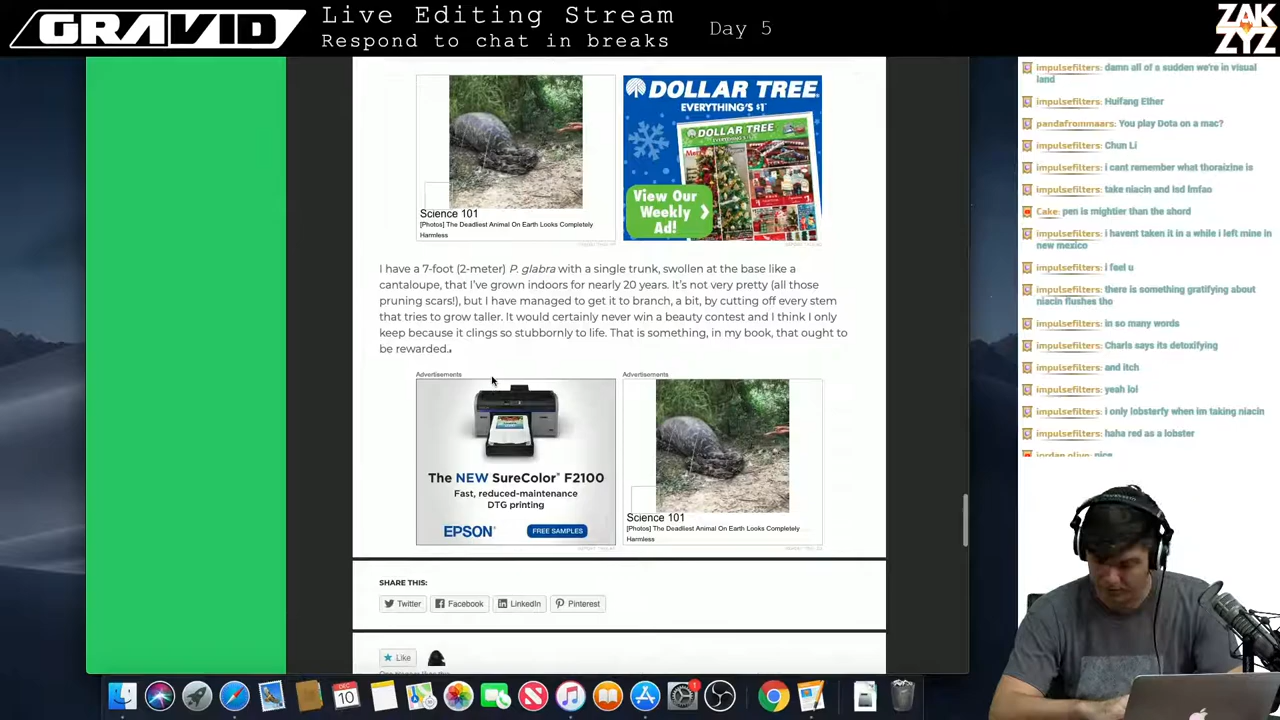 GRAVID
Live Editing Stream
Respond to chat in breaks
Day 5
ZAK
ZYZ
Science 101
[Photos] The Deadliest Animal On Earth Looks Completely
Harmless
DOLLAR TREE
EVERYTHING'S $1
DOLLAR TREE
View Our
Weekly
Ad!
I have a 7-foot (2-meter) P. glabra with a single trunk, swollen at the base like a
cantaloupe, that I've grown indoors for nearly 20 years. It's not very pretty (all those
pruning scars!), but I have managed to get it to branch, a bit, by cutting off every stem
that tries to grow taller. It would certainly never win a beauty contest and I think I only
keep because it clings so stubbornly to life. That is something, in my book, that ought to
be rewarded.
Advertisements
Advertisements
The NEW SureColor F2100
Fast, reduced-maintenance
DTG printing
EPSON
FREE SAMPLES
Science 101
[Photos] The Deadliest Animal On Earth Looks Completely
Harmless
SHARE THIS:
Twitter
Facebook
LinkedIn
Pinterest
Like
impulsefilters: damn all of a sudden we're in visual
land
impulsefilters: Huifang Ether
pandafrommaars: You play Dota on a mac?
impulsefilters: Chun Li
impulsefilters: i cant remember what thoraizine is
impulsefilters: take niacin and lsd lmfao
Cake: pen is mightier than the shord
impulsefilters: i havent taken it in a while i left mine in
new mexico
impulsefilters: i feel u
impulsefilters: there is something gratifying about
niacin flushes tho
impulsefilters: in so many words
impulsefilters: Charls says its detoxifying
impulsefilters: and itch
impulsefilters: yeah lol
impulsefilters: i only lobsterfy when im taking niacin
impulsefilters: haha red as a lobster
jordan olivo: nice
DEC
10
1